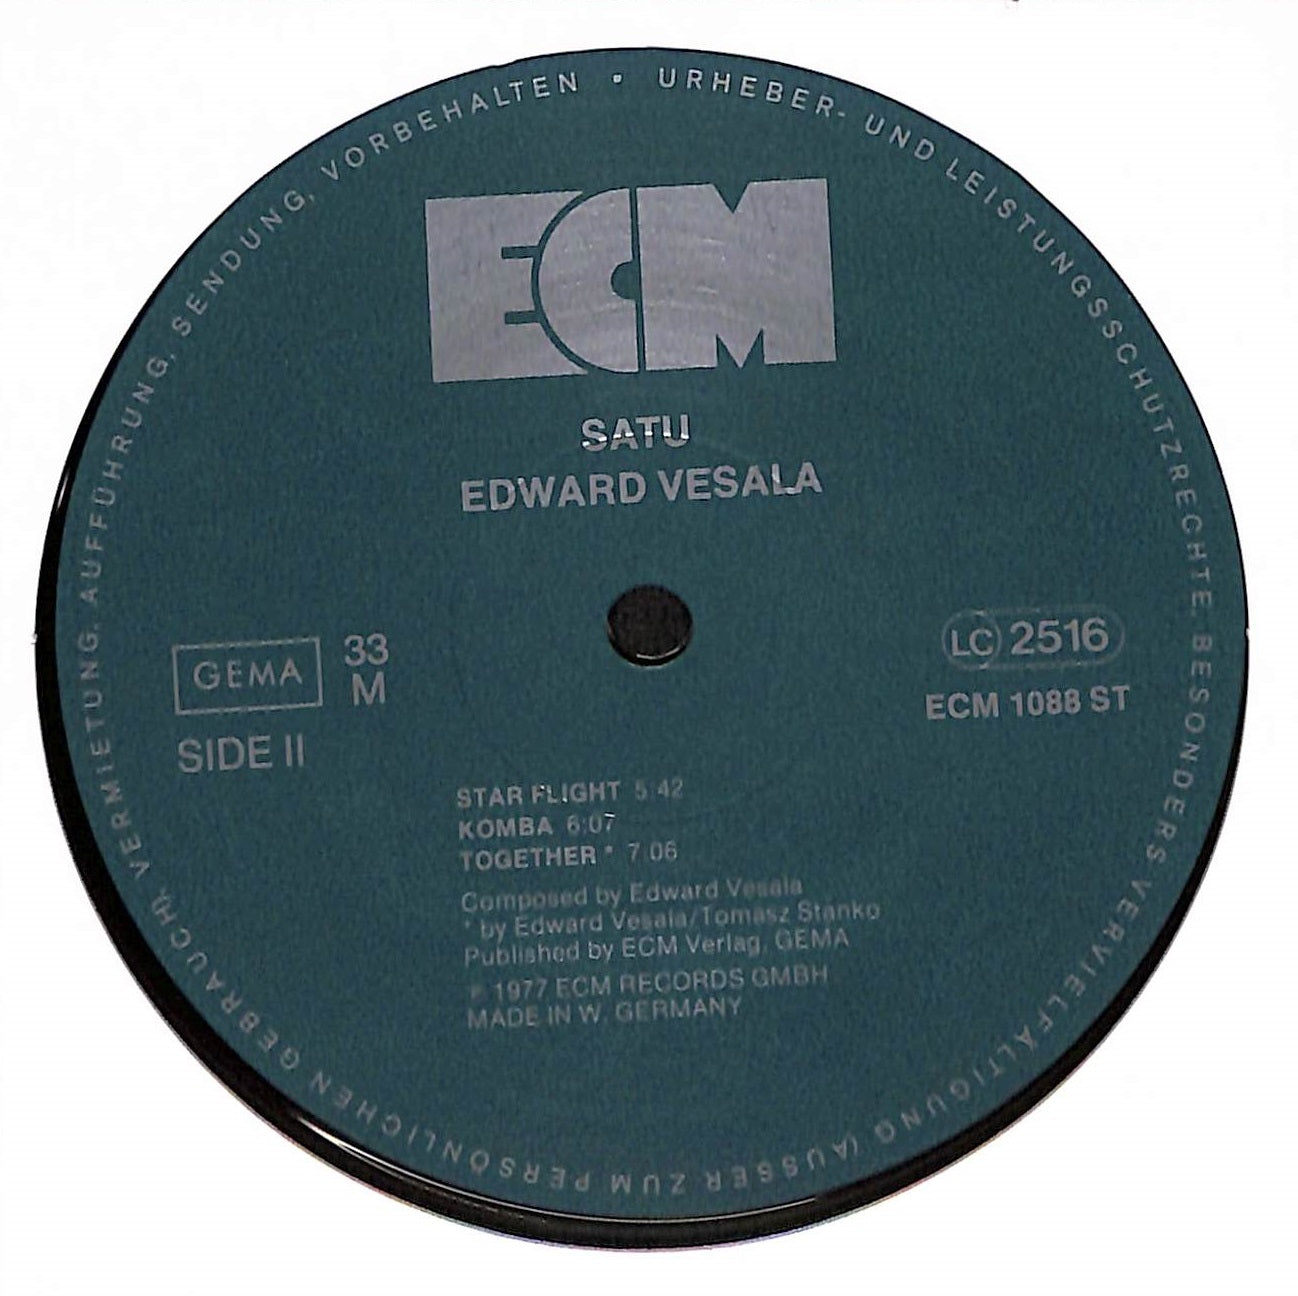 URHEBER- UND LEISTUNGSSCHUTZRECHTE, BESONDERS VERVIELFÄLTIGUNG (AUSSER ZUM PERSÖNLICHEN GEBRAUCH), VERMIETUNG, AUFFÜHRUNG, SENDUNG, VORBEHALTEN •
ECM
SATU
EDWARD VESALA
GEMA
33
M
SIDE II
LC 2516
ECM 1088 ST
STAR FLIGHT 5:42
KOMBA 6:07
TOGETHER * 7:06
Composed by Edward Vesala
* by Edward Vesala/Tomasz Stanko
Published by ECM Verlag, GEMA
℗ 1977 ECM RECORDS GMBH
MADE IN W. GERMANY